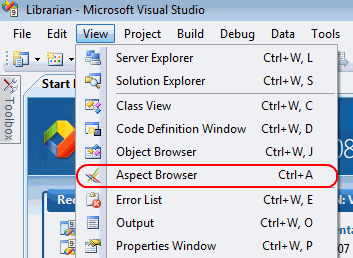 Librarian - Microsoft Visual Studio
File Edit View Project Build Debug Data Tools
Server Explorer Ctrl+W, L
Solution Explorer Ctrl+W, S
Class View Ctrl+W, C
Code Definition Window Ctrl+W, D
Object Browser Ctrl+W, J
Aspect Browser Ctrl+A
Error List Ctrl+W, E
Output Ctrl+W, O
Properties Window Ctrl+W, P
Toolbox
Start